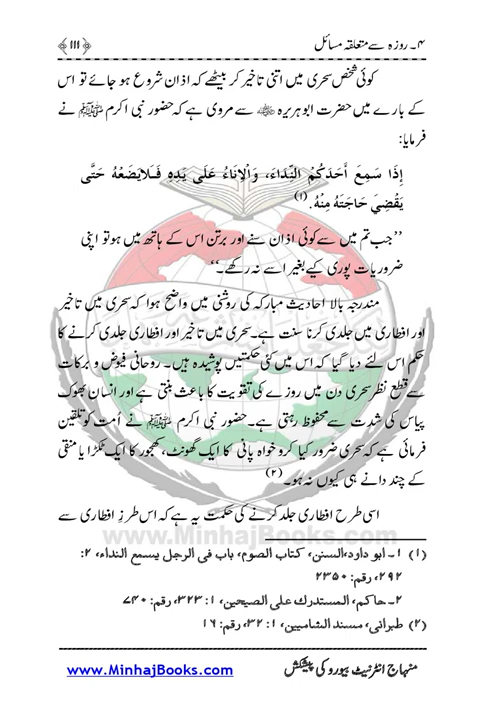 ۴۔ روزہ سے متعلقہ مسائل ﴿۱۱۱﴾
کوئی شخص سحری میں اتنی تاخیر کر بیٹھے کہ اذان شروع ہو جائے تو اس
کے بارے میں حضرت ابوہریرہ رضی اللہ عنہ سے مروی ہے کہ حضور نبی اکرم ﷺ نے
فرمایا:
إِذَا سَمِعَ أَحَدُكُمُ النِّدَاءَ، وَالْإِنَاءُ عَلَى يَدِهِ فَلَا يَضَعْهُ حَتَّى
يَقْضِيَ حَاجَتَهُ مِنْهُ. (۱)
’’جب تم میں سے کوئی اذان سنے اور برتن اس کے ہاتھ میں ہو تو اپنی
ضروریات پوری کیے بغیر اسے نہ رکھے۔‘‘
مندرجہ بالا احادیث مبارکہ کی روشنی میں واضح ہوا کہ سحری میں تاخیر
اور افطاری میں جلدی کرنا سنت ہے۔ سحری میں تاخیر اور افطاری جلدی کرنے کا
حکم اس لئے دیا گیا کہ اس میں کئی حکمتیں پوشیدہ ہیں۔ روحانی فیوض و برکات
سے قطع نظر سحری دن میں روزے کی تقویت کا باعث بنتی ہے اور انسان بھوک
پیاس کی شدت سے محفوظ رہتی ہے۔ حضور نبی اکرم ﷺ نے اُمت کو تلقین
فرمائی ہے کہ سحری ضرور کیا کرو خواہ پانی کا ایک گھونٹ، کھجور کا ایک ٹکڑا یا منقی
کے چند دانے ہی کیوں نہ ہو۔(۲)
اسی طرح افطاری جلد کرنے کی حکمت یہ ہے کہ اس طرزِ افطاری سے
www.MinhajBooks.com
(۱) ۱۔ ابو داود، السنن، کتاب الصوم، باب فی الرجل یسمع النداء، ۲:
۲۹۲، رقم: ۲۳۵۰
۲۔ حاکم، المستدرک علی الصیحین، ۱: ۳۲۳، رقم: ۷۴۰
(۲) طبرانی، مسند الشامیین، ۱: ۳۲، رقم: ۱۶
منہاج انٹرنیٹ بیورو کی پیشکش www.MinhajBooks.com